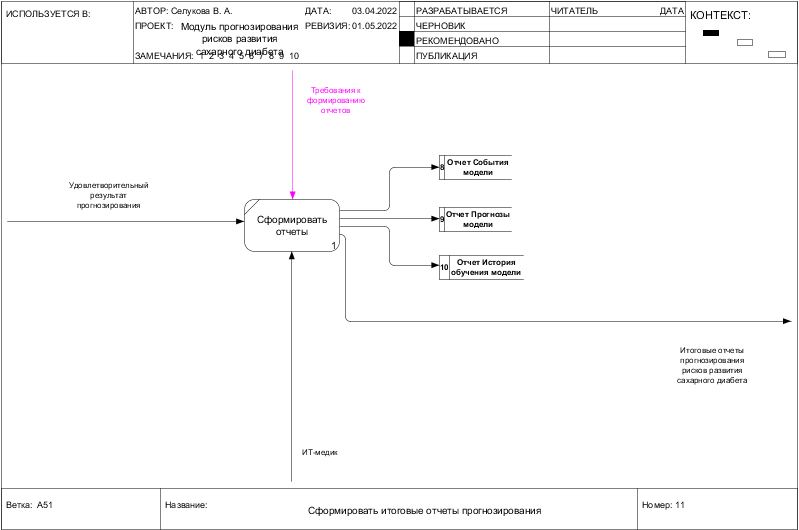 ИСПОЛЬЗУЕТСЯ В:
АВТОР: Селукова В. А.
ДАТА: 03.04.2022
ПРОЕКТ: Модуль прогнозирования
рисков развития
сахарного диабета
РЕВИЗИЯ: 01.05.2022
ЗАМЕЧАНИЯ: 1 2 3 4 5 6 7 8 9 10
РАЗРАБАТЫВАЕТСЯ
ЧЕРНОВИК
РЕКОМЕНДОВАНО
ПУБЛИКАЦИЯ
ЧИТАТЕЛЬ ДАТА
КОНТЕКСТ:
Требования к
формированию
отчетов
Удовлетворительный
результат
прогнозирования
Сформировать
отчеты
1
8 Отчет События
модели
9 Отчет Прогнозы
модели
10 Отчет История
обучения модели
Итоговые отчеты
прогнозирования
рисков развития
сахарного диабета
ИТ-медик
Ветка: A51
Название: Сформировать итоговые отчеты прогнозирования
Номер: 11